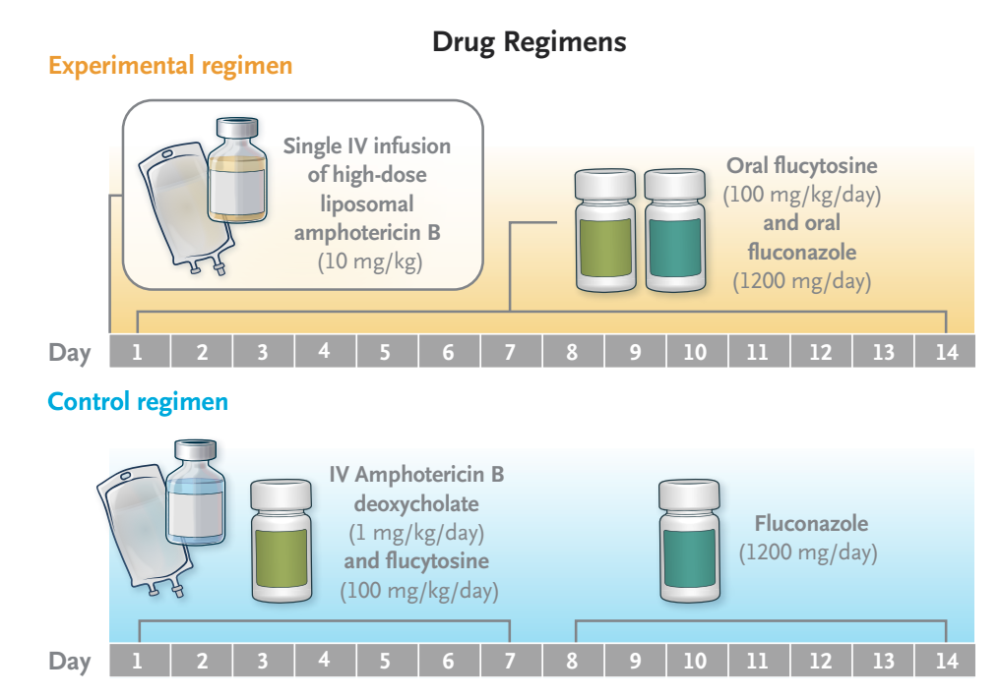 Drug Regimens
Experimental regimen
Single IV infusion
of high-dose
liposomal
amphotericin B
(10 mg/kg)
Oral flucytosine
(100 mg/kg/day)
and oral
fluconazole
(1200 mg/day)
Day 1 2 3 4 5 6 7 8 9 10 11 12 13 14
Control regimen
IV Amphotericin B
deoxycholate
(1 mg/kg/day)
and flucytosine
(100 mg/kg/day)
Fluconazole
(1200 mg/day)
Day 1 2 3 4 5 6 7 8 9 10 11 12 13 14